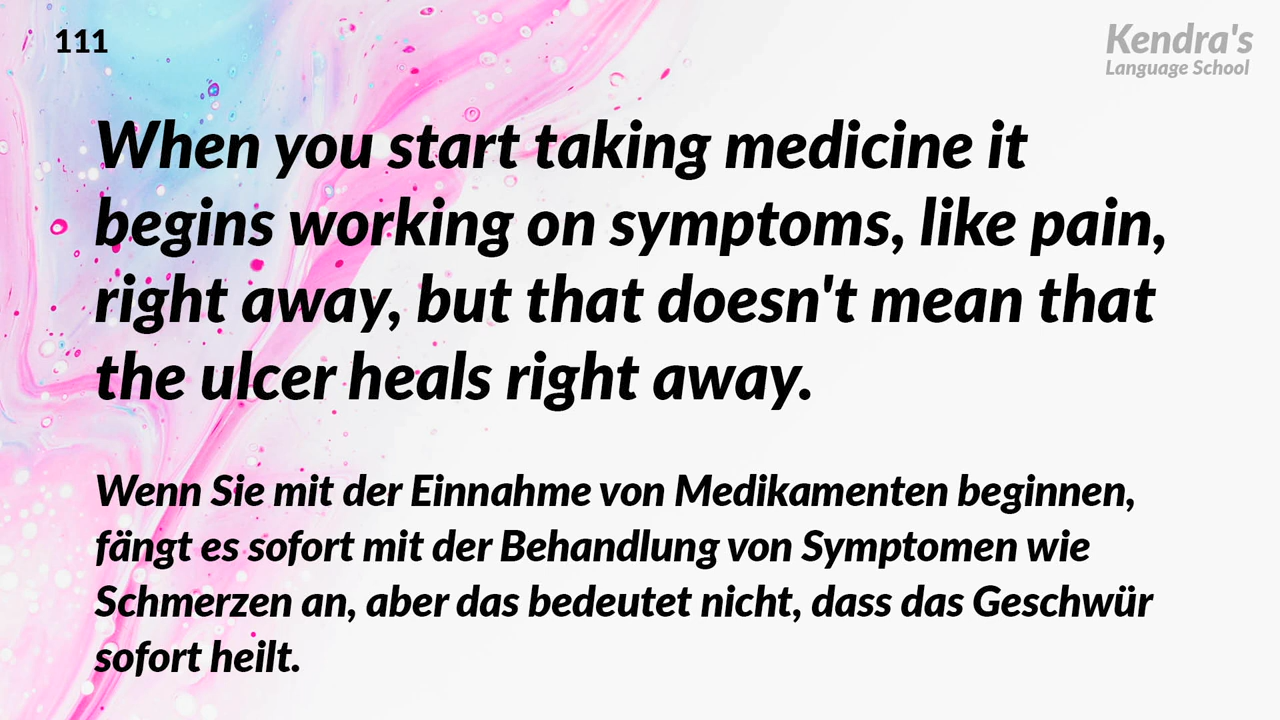 111
Kendra's
Language School
When you start taking medicine it
begins working on symptoms, like pain,
right away, but that doesn't mean that
the ulcer heals right away.
Wenn Sie mit der Einnahme von Medikamenten beginnen,
fängt es sofort mit der Behandlung von Symptomen wie
Schmerzen an, aber das bedeutet nicht, dass das Geschwür
sofort heilt.